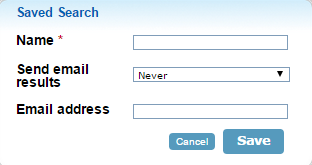 Saved Search
Name *
Send email
results
Never
Email address
Cancel
Save